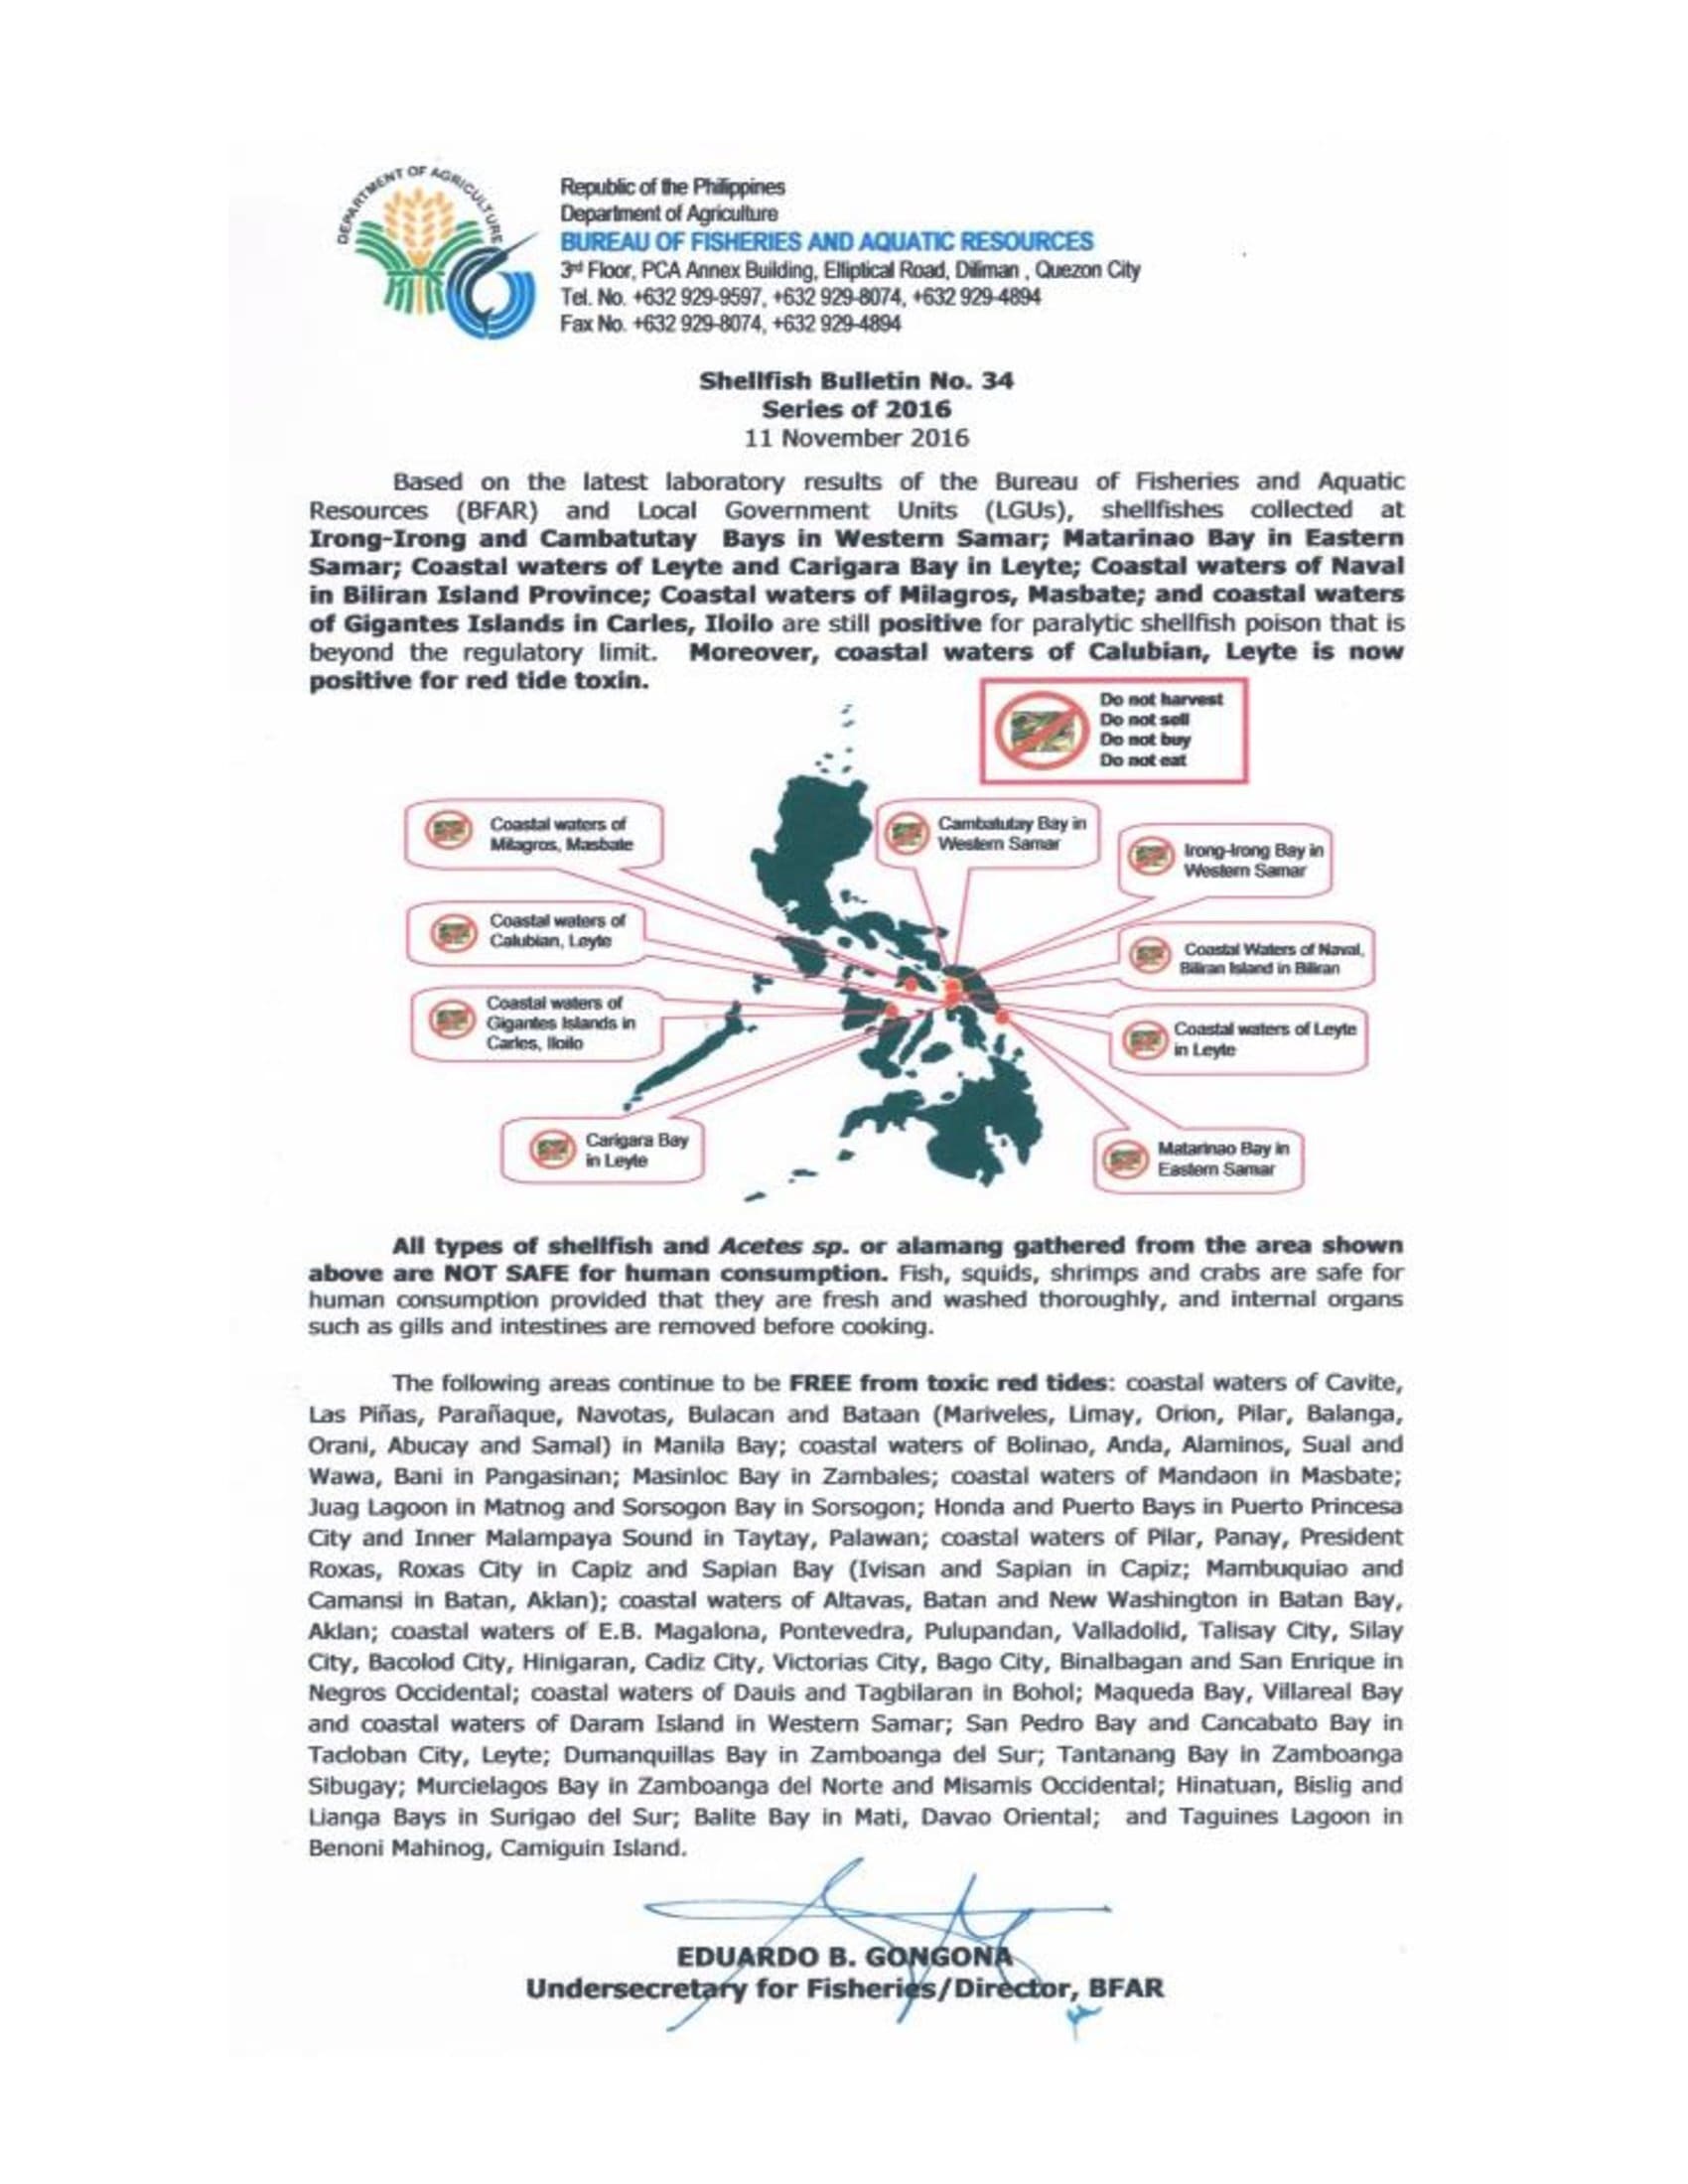 DEPARTMENT OF AGRICULTURE
Republic of the Philippines
Department of Agriculture
BUREAU OF FISHERIES AND AQUATIC RESOURCES
3rd Floor, PCA Annex Building, Elliptical Road, Diliman , Quezon City
Tel. No. +632 929-9597, +632 929-8074, +632 929-4894
Fax No. +632 929-8074, +632 929-4894
Shellfish Bulletin No. 34
Series of 2016
11 November 2016
Based on the latest laboratory results of the Bureau of Fisheries and Aquatic
Resources (BFAR) and Local Government Units (LGUs), shellfishes collected at
Irong-Irong and Cambatutay Bays in Western Samar; Matarinao Bay in Eastern
Samar; Coastal waters of Leyte and Carigara Bay in Leyte; Coastal waters of Naval
in Biliran Island Province; Coastal waters of Milagros, Masbate; and coastal waters
of Gigantes Islands in Carles, Iloilo are still positive for paralytic shellfish poison that is
beyond the regulatory limit. Moreover, coastal waters of Calubian, Leyte is now
positive for red tide toxin.
Do not harvest
Do not sell
Do not buy
Do not eat
Coastal waters of
Milagros, Masbate
Cambatutay Bay in
Western Samar
Irong-Irong Bay in
Western Samar
Coastal waters of
Calubian, Leyte
Coastal Waters of Naval,
Biliran Island in Biliran
Coastal waters of
Gigantes Islands in
Carles, Iloilo
Coastal waters of Leyte
in Leyte
Carigara Bay
in Leyte
Matarinao Bay in
Eastern Samar
All types of shellfish and Acetes sp. or alamang gathered from the area shown
above are NOT SAFE for human consumption. Fish, squids, shrimps and crabs are safe for
human consumption provided that they are fresh and washed thoroughly, and internal organs
such as gills and intestines are removed before cooking.
The following areas continue to be FREE from toxic red tides: coastal waters of Cavite,
Las Piñas, Parañaque, Navotas, Bulacan and Bataan (Mariveles, Limay, Orion, Pilar, Balanga,
Orani, Abucay and Samal) in Manila Bay; coastal waters of Bolinao, Anda, Alaminos, Sual and
Wawa, Bani in Pangasinan; Masinloc Bay in Zambales; coastal waters of Mandaon in Masbate;
Juag Lagoon in Matnog and Sorsogon Bay in Sorsogon; Honda and Puerto Bays in Puerto Princesa
City and Inner Malampaya Sound in Taytay, Palawan; coastal waters of Pilar, Panay, President
Roxas, Roxas City in Capiz and Sapian Bay (Ivisan and Sapian in Capiz; Mambuquiao and
Camansi in Batan, Aklan); coastal waters of Altavas, Batan and New Washington in Batan Bay,
Aklan; coastal waters of E.B. Magalona, Pontevedra, Pulupandan, Valladolid, Talisay City, Silay
City, Bacolod City, Hinigaran, Cadiz City, Victorias City, Bago City, Binalbagan and San Enrique in
Negros Occidental; coastal waters of Dauis and Tagbilaran in Bohol; Maqueda Bay, Villareal Bay
and coastal waters of Daram Island in Western Samar; San Pedro Bay and Cancabato Bay in
Tacloban City, Leyte; Dumanquillas Bay in Zamboanga del Sur; Tantanang Bay in Zamboanga
Sibugay; Murcielagos Bay in Zamboanga del Norte and Misamis Occidental; Hinatuan, Bislig and
Lianga Bays in Surigao del Sur; Balite Bay in Mati, Davao Oriental; and Taguines Lagoon in
Benoni Mahinog, Camiguin Island.
EDUARDO B. GONGONA
Undersecretary for Fisheries/Director, BFAR